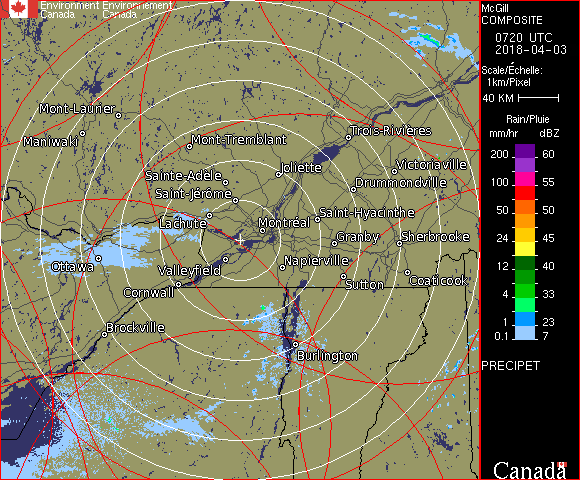 Environment Environnement
Canada Canada
McGill
COMPOSITE
0720 UTC
2018-04-03
Scale/Échelle:
1km/Pixel
40 KM
Rain/Pluie
mm/hr dBZ
200 60
100 55
50 50
24 45
12 40
4 33
1 23
0.1 7
PRECIPET
Canada
Mont-Laurier
Maniwaki
Mont-Tremblant
Trois-Rivières
Sainte-Adèle
Joliette
Victoriaville
Saint-Jérôme
Drummondville
Lachute
Saint-Hyacinthe
Montréal
Granby
Sherbrooke
Ottawa
Valleyfield
Napierville
Cornwall
Sutton
Coaticook
Brockville
Burlington